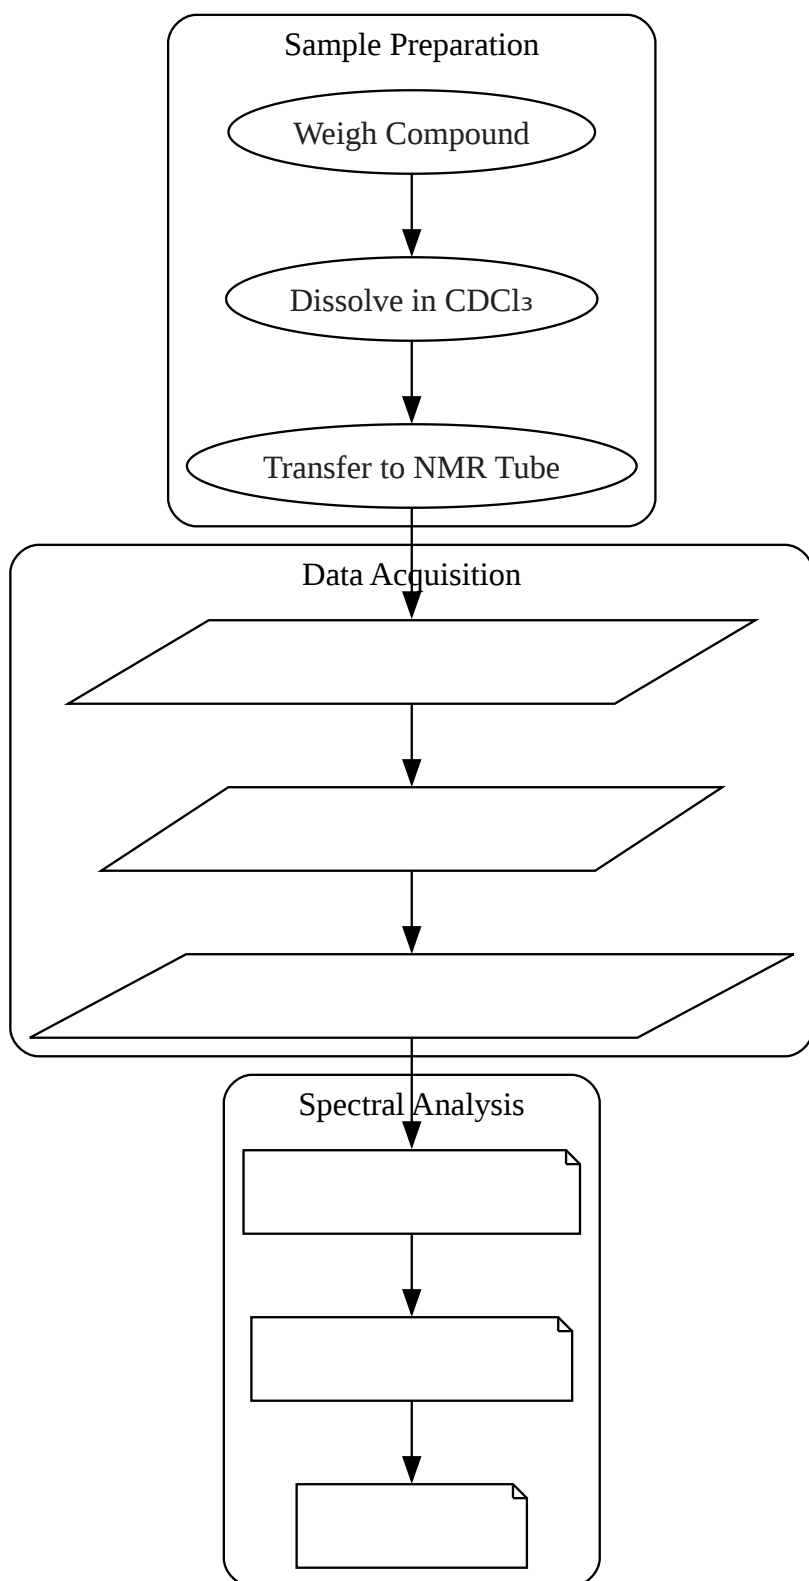 Sample Preparation
Weigh Compound
Dissolve in CDCl₃
Transfer to NMR Tube
Data Acquisition
Spectral Analysis